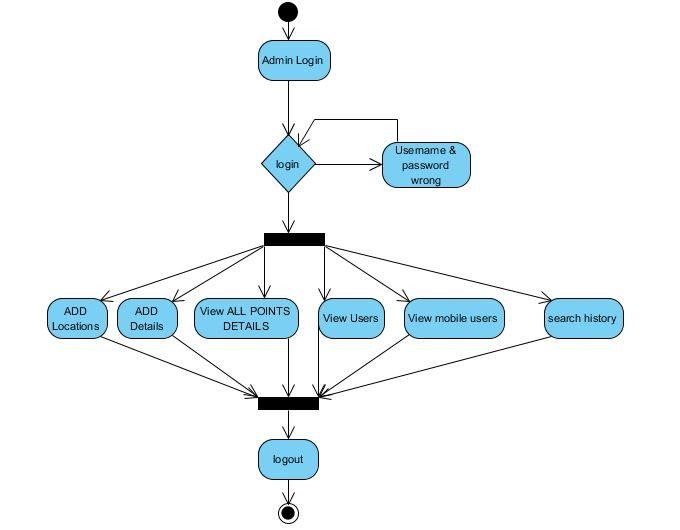 Admin Login
login
Username &
password
wrong
ADD
Locations
ADD
Details
View ALL POINTS
DETAILS
View Users
View mobile users
search history
logout